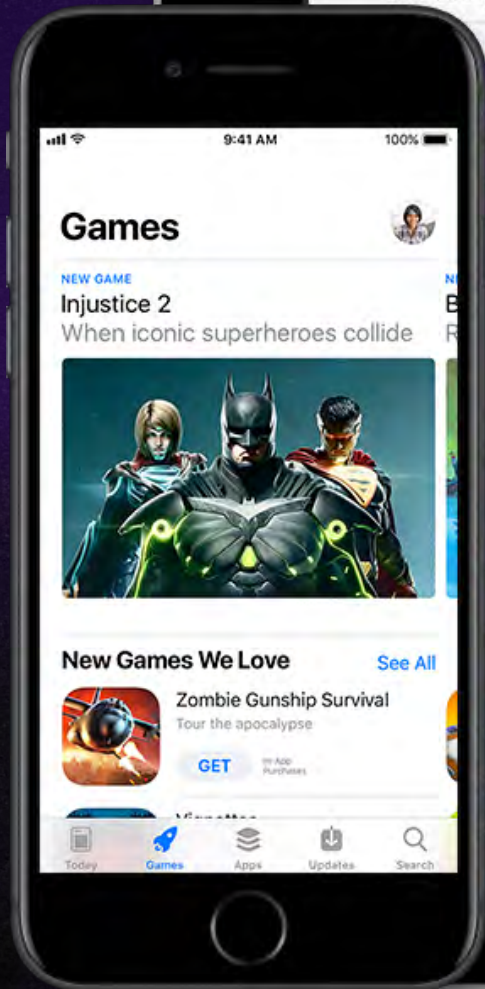 9:41 AM
100%
Games
NEW GAME
Injustice 2
When iconic superheroes collide
New Games We Love
See All
Zombie Gunship Survival
Tour the apocalypse
GET
In-App
Purchases
Today
Games
Apps
Updates
Search